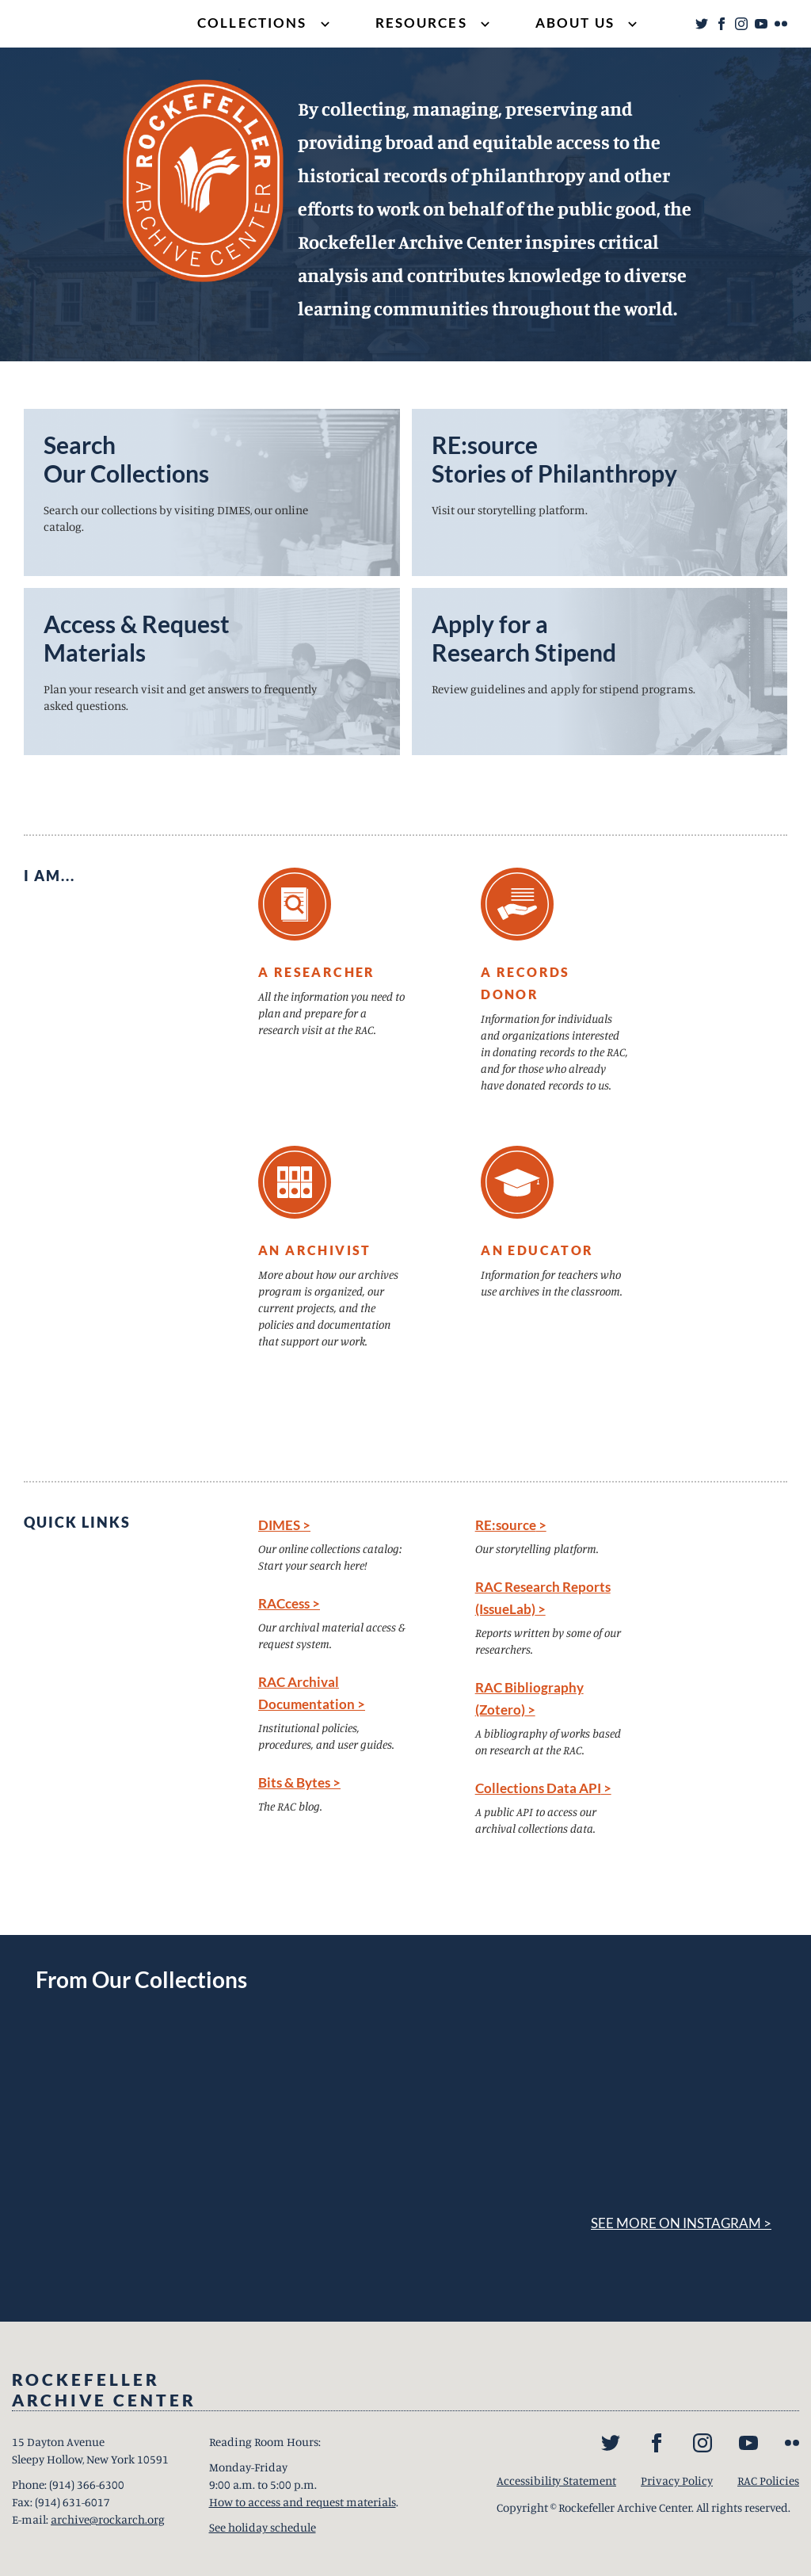 COLLECTIONS RESOURCES ABOUT US
ROCKEFELLER
ARCHIVE CENTER
By collecting, managing, preserving and
providing broad and equitable access to the
historical records of philanthropy and other
efforts to work on behalf of the public good, the
Rockefeller Archive Center inspires critical
analysis and contributes knowledge to diverse
learning communities throughout the world.
Search
Our Collections
Search our collections by visiting DIMES, our online
catalog.
RE:source
Stories of Philanthropy
Visit our storytelling platform.
Access & Request
Materials
Plan your research visit and get answers to frequently
asked questions.
Apply for a
Research Stipend
Review guidelines and apply for stipend programs.
I AM...
A RESEARCHER
All the information you need to
plan and prepare for a
research visit at the RAC.
A RECORDS
DONOR
Information for individuals
and organizations interested
in donating records to the RAC,
and for those who already
have donated records to us.
AN ARCHIVIST
More about how our archives
program is organized, our
current projects, and the
policies and documentation
that support our work.
AN EDUCATOR
Information for teachers who
use archives in the classroom.
QUICK LINKS
DIMES >
Our online collections catalog:
Start your search here!
RACcess >
Our archival material access &
request system.
RAC Archival
Documentation >
Institutional policies,
procedures, and user guides.
Bits & Bytes >
The RAC blog.
RE:source >
Our storytelling platform.
RAC Research Reports
(IssueLab) >
Reports written by some of our
researchers.
RAC Bibliography
(Zotero) >
A bibliography of works based
on research at the RAC.
Collections Data API >
A public API to access our
archival collections data.
From Our Collections
SEE MORE ON INSTAGRAM >
ROCKEFELLER
ARCHIVE CENTER
15 Dayton Avenue
Sleepy Hollow, New York 10591
Phone: (914) 366-6300
Fax: (914) 631-6017
E-mail: archive@rockarch.org
Reading Room Hours:
Monday-Friday
9:00 a.m. to 5:00 p.m.
How to access and request materials.
See holiday schedule
Accessibility Statement Privacy Policy RAC Policies
Copyright © Rockefeller Archive Center. All rights reserved.